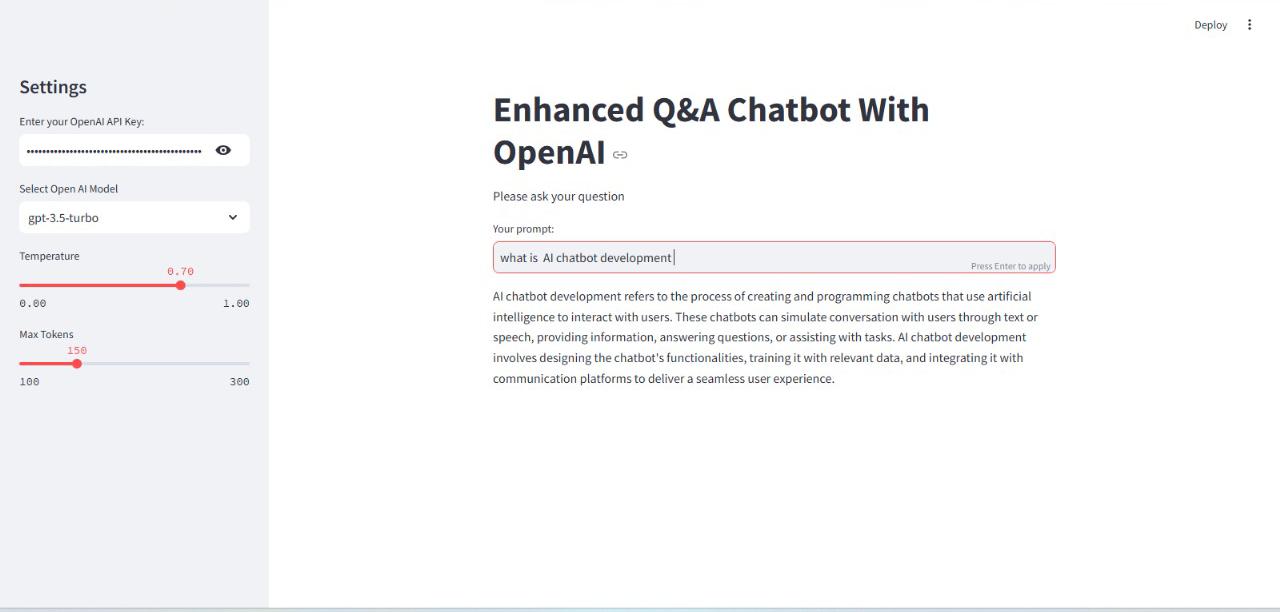 Deploy
Settings
Enter your OpenAI API Key:
••••••••••••••••••••••••••••••••••••••••••••
Select Open AI Model
gpt-3.5-turbo
Temperature
0.70
0.00 1.00
Max Tokens
150
100 300
Enhanced Q&A Chatbot With
OpenAI
Please ask your question
Your prompt:
what is  AI chatbot development
Press Enter to apply
AI chatbot development refers to the process of creating and programming chatbots that use artificial
intelligence to interact with users. These chatbots can simulate conversation with users through text or
speech, providing information, answering questions, or assisting with tasks. AI chatbot development
involves designing the chatbot's functionalities, training it with relevant data, and integrating it with
communication platforms to deliver a seamless user experience.